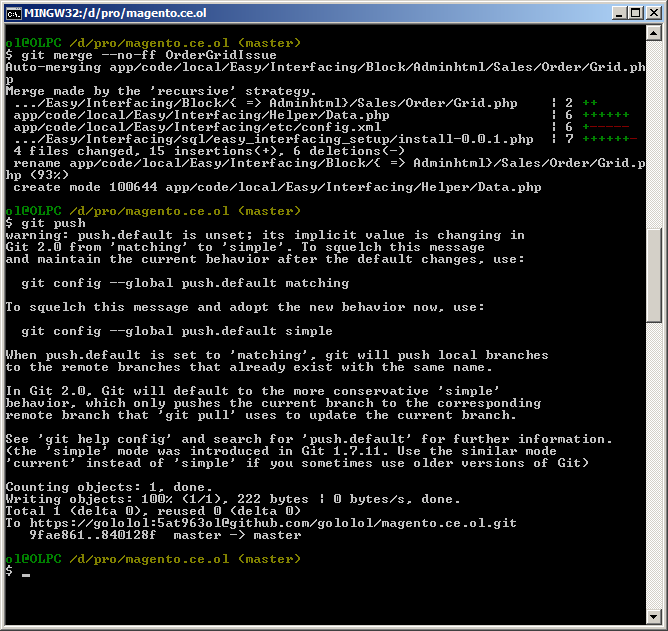 MINGW32:/d/pro/magento.ce.ol
ol@OLPC /d/pro/magento.ce.ol (master)
$ git merge --no-ff OrderGridIssue
Auto-merging app/code/local/Easy/Interfacing/Block/Adminhtml/Sales/Order/Grid.ph
p
Merge made by the 'recursive' strategy.
 .../Easy/Interfacing/Block/{ => Adminhtml}/Sales/Order/Grid.php    | 2 ++
 app/code/local/Easy/Interfacing/Helper/Data.php                    | 6 ++++++
 app/code/local/Easy/Interfacing/etc/config.xml                     | 6 +-----
 .../Easy/Interfacing/sql/easy_interfacing_setup/install-0.0.1.php  | 7 ++++++-
 4 files changed, 15 insertions(+), 6 deletions(-)
 rename app/code/local/Easy/Interfacing/Block/{ => Adminhtml}/Sales/Order/Grid.p
hp (93%)
 create mode 100644 app/code/local/Easy/Interfacing/Helper/Data.php
ol@OLPC /d/pro/magento.ce.ol (master)
$ git push
warning: push.default is unset; its implicit value is changing in
Git 2.0 from 'matching' to 'simple'. To squelch this message
and maintain the current behavior after the default changes, use:
  git config --global push.default matching
To squelch this message and adopt the new behavior now, use:
  git config --global push.default simple
When push.default is set to 'matching', git will push local branches
to the remote branches that already exist with the same name.
In Git 2.0, Git will default to the more conservative 'simple'
behavior, which only pushes the current branch to the corresponding
remote branch that 'git pull' uses to update the current branch.
See 'git help config' and search for 'push.default' for further information.
(the 'simple' mode was introduced in Git 1.7.11. Use the similar mode
'current' instead of 'simple' if you sometimes use older versions of Git)
Counting objects: 1, done.
Writing objects: 100% (1/1), 222 bytes | 0 bytes/s, done.
Total 1 (delta 0), reused 0 (delta 0)
To https://gololol:5at963ol@github.com/gololol/magento.ce.ol.git
   9fae861..840128f  master -> master
ol@OLPC /d/pro/magento.ce.ol (master)
$ _